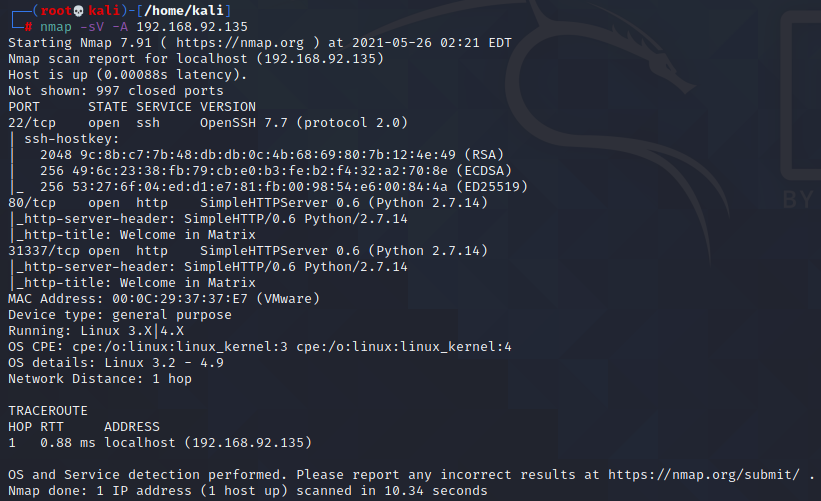 ┌──(root💀kali)-[/home/kali]
└─# nmap -sV -A 192.168.92.135
Starting Nmap 7.91 ( https://nmap.org ) at 2021-05-26 02:21 EDT
Nmap scan report for localhost (192.168.92.135)
Host is up (0.00088s latency).
Not shown: 997 closed ports
PORT      STATE SERVICE VERSION
22/tcp    open  ssh     OpenSSH 7.7 (protocol 2.0)
| ssh-hostkey:
|   2048 9c:8b:c7:7b:48:db:db:0c:4b:68:69:80:7b:12:4e:49 (RSA)
|   256 49:6c:23:38:fb:79:cb:e0:b3:fe:b2:f4:32:a2:70:8e (ECDSA)
|_  256 53:27:6f:04:ed:d1:e7:81:fb:00:98:54:e6:00:84:4a (ED25519)
80/tcp    open  http    SimpleHTTPServer 0.6 (Python 2.7.14)
|_http-server-header: SimpleHTTP/0.6 Python/2.7.14
|_http-title: Welcome in Matrix
31337/tcp open  http    SimpleHTTPServer 0.6 (Python 2.7.14)
|_http-server-header: SimpleHTTP/0.6 Python/2.7.14
|_http-title: Welcome in Matrix
MAC Address: 00:0C:29:37:37:E7 (VMware)
Device type: general purpose
Running: Linux 3.X|4.X
OS CPE: cpe:/o:linux:linux_kernel:3 cpe:/o:linux:linux_kernel:4
OS details: Linux 3.2 - 4.9
Network Distance: 1 hop

TRACEROUTE
HOP RTT     ADDRESS
1   0.88 ms localhost (192.168.92.135)

OS and Service detection performed. Please report any incorrect results at https://nmap.org/submit/ .
Nmap done: 1 IP address (1 host up) scanned in 10.34 seconds
BY